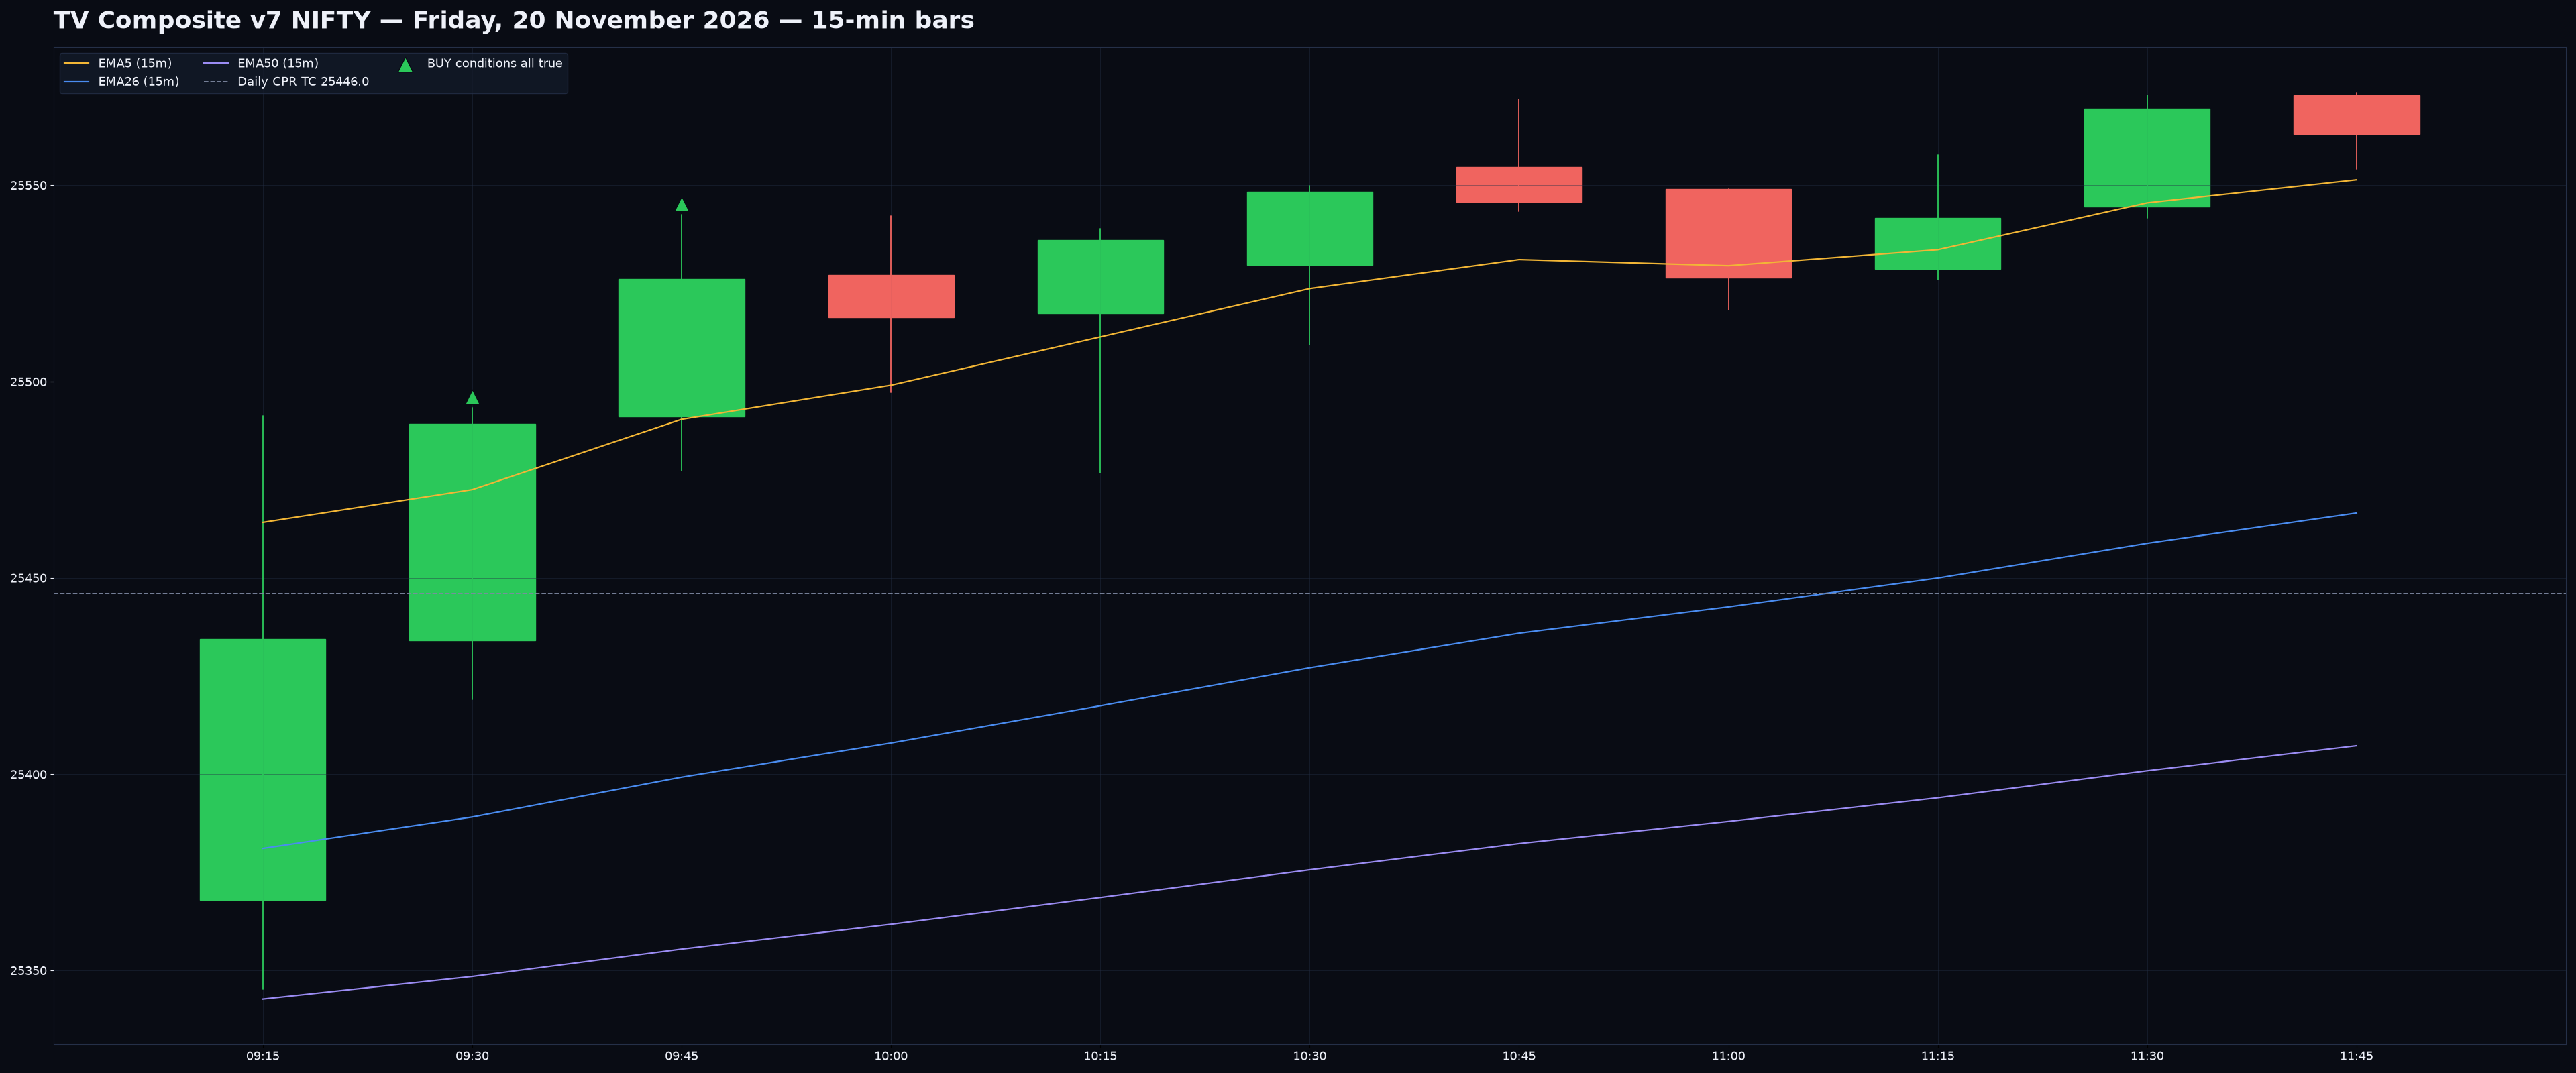 TV Composite v7 NIFTY — Friday, 20 November 2026 — 15-min bars
EMA5 (15m)
EMA26 (15m)
EMA50 (15m)
Daily CPR TC 25446.0
BUY conditions all true
25550
25500
25450
25400
25350
09:15 09:30 09:45 10:00 10:15 10:30 10:45 11:00 11:15 11:30 11:45